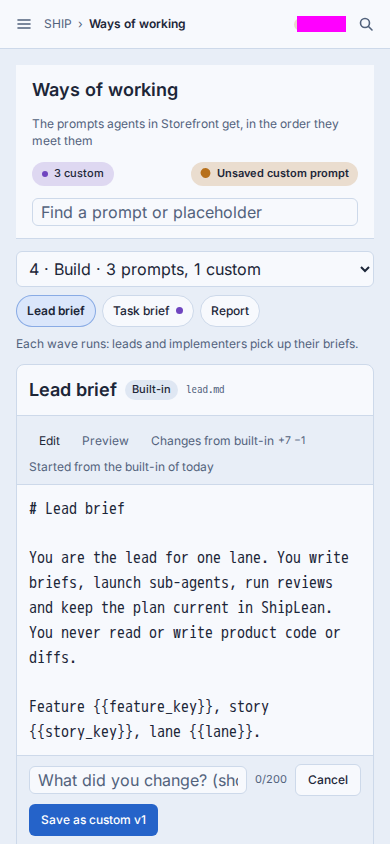 SHIP › Ways of working
Ways of working
The prompts agents in Storefront get, in the order they
meet them
3 custom
Unsaved custom prompt
Find a prompt or placeholder
4 · Build · 3 prompts, 1 custom
Lead brief
Task brief
Report
Each wave runs: leads and implementers pick up their briefs.
Lead brief Built-in lead.md
Edit Preview Changes from built-in +7 −1
Started from the built-in of today
# Lead brief
You are the lead for one lane. You write
briefs, launch sub-agents, run reviews
and keep the plan current in ShipLean.
You never read or write product code or
diffs.
Feature {{feature_key}}, story
{{story_key}}, lane {{lane}}.
What did you change? (sho
0/200
Cancel
Save as custom v1